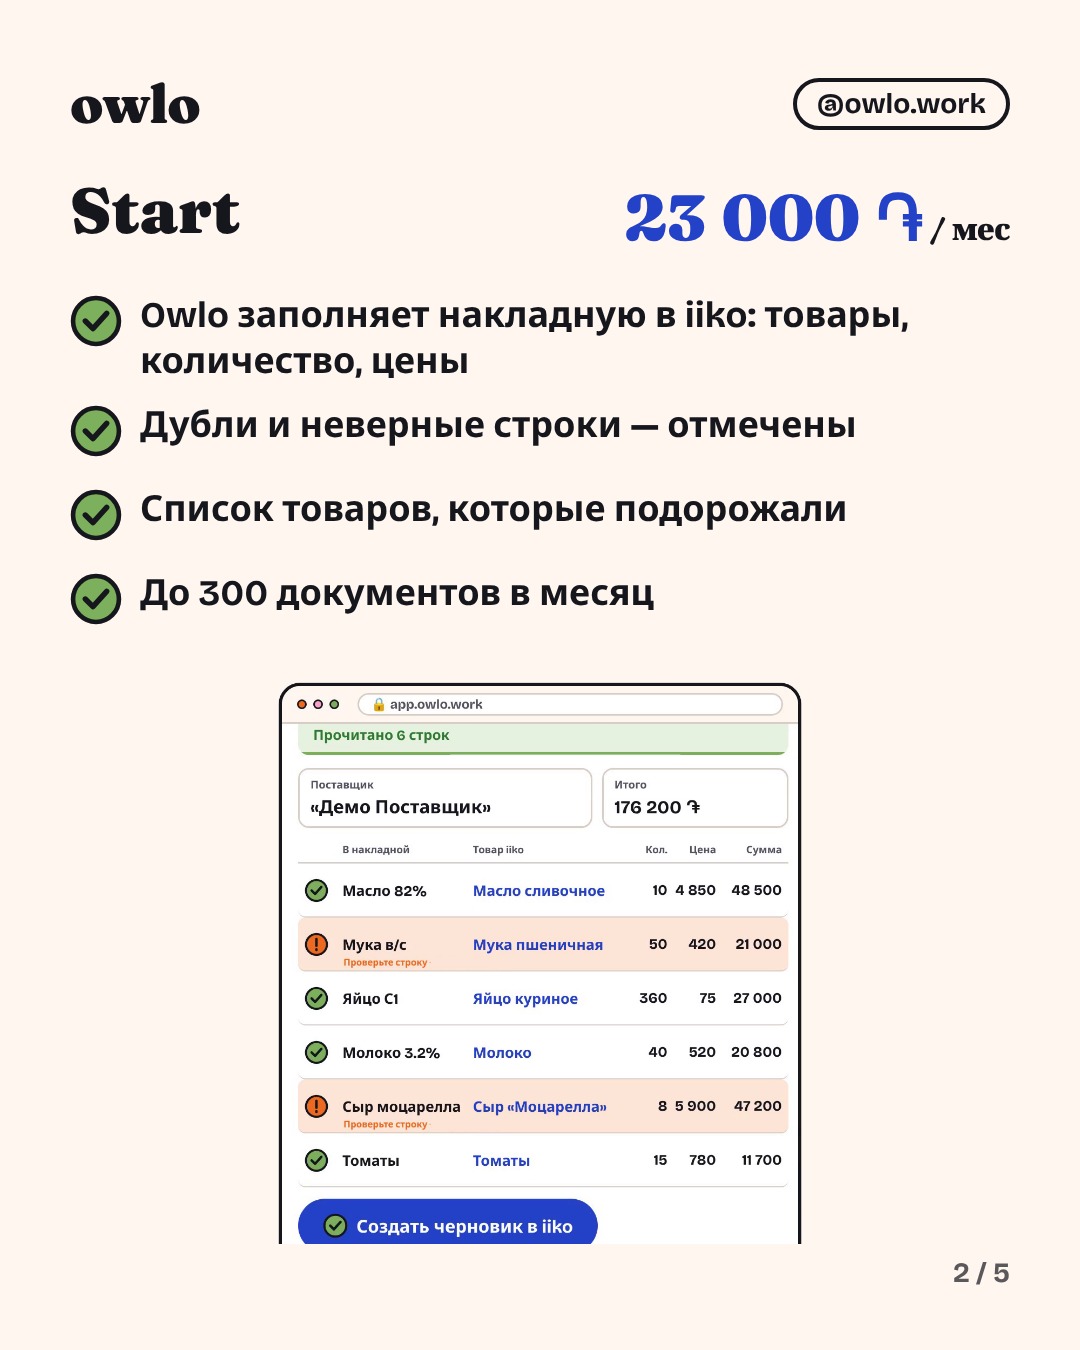 owlo
@owlo.work
Start
23 000 ֏ / мес
Owlo заполняет накладную в iiko: товары,
количество, цены
Дубли и неверные строки — отмечены
Список товаров, которые подорожали
До 300 документов в месяц
app.owlo.work
Прочитано 6 строк
Поставщик
«Демо Поставщик»
Итого
176 200 ֏
В накладной Товар iiko Кол. Цена Сумма
Масло 82% Масло сливочное 10 4 850 48 500
Мука в/с Мука пшеничная 50 420 21 000
Проверьте строку
Яйцо С1 Яйцо куриное 360 75 27 000
Молоко 3.2% Молоко 40 520 20 800
Сыр моцарелла Сыр «Моцарелла» 8 5 900 47 200
Проверьте строку
Томаты Томаты 15 780 11 700
Создать черновик в iiko
2 / 5